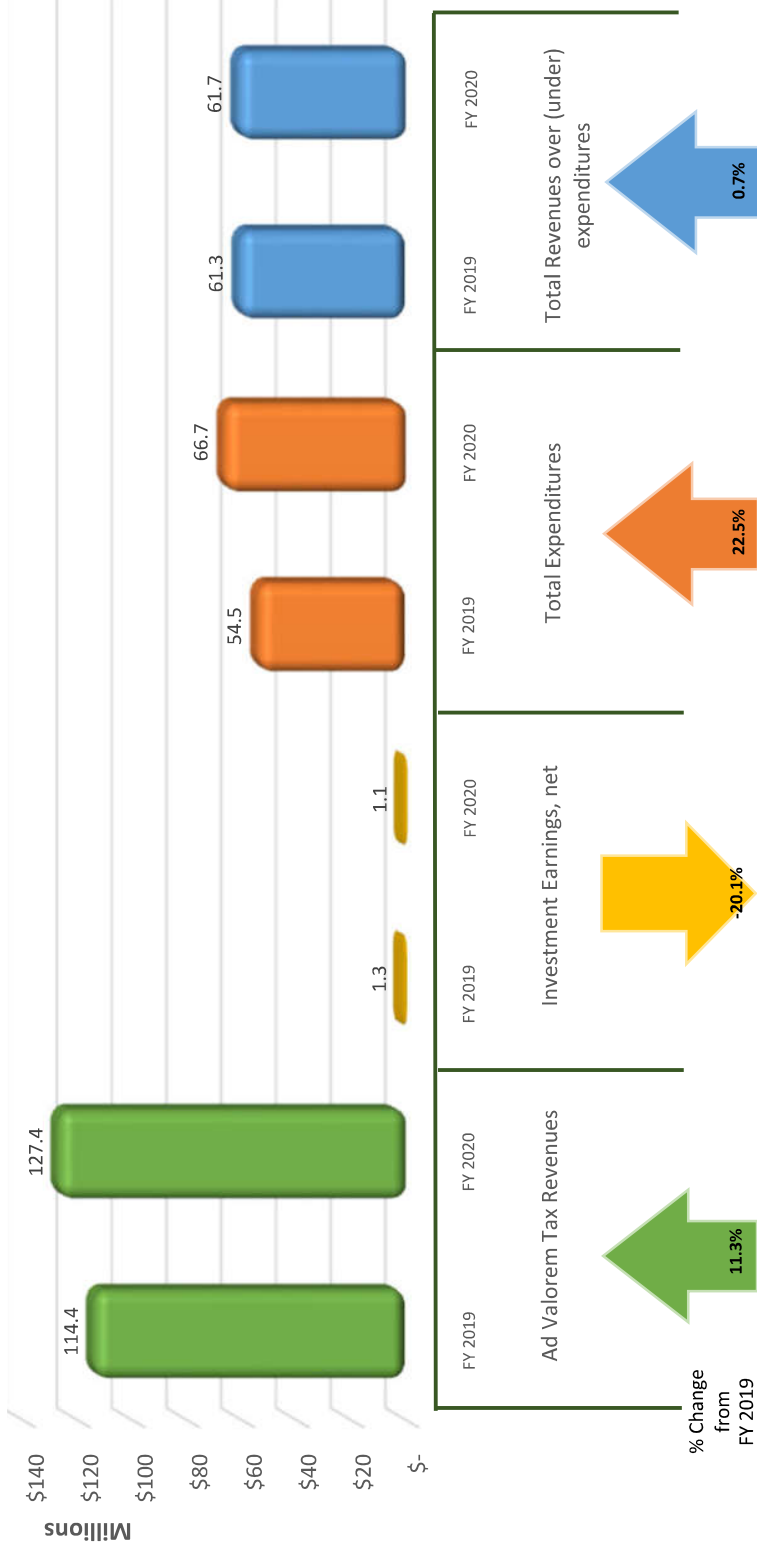 Millions
$140
$120
$100
$80
$60
$40
$20
$-
114.4
127.4
1.3
1.1
54.5
66.7
61.3
61.7
FY 2019
FY 2020
FY 2019
FY 2020
FY 2019
FY 2020
FY 2019
FY 2020
Ad Valorem Tax Revenues
Investment Earnings, net
Total Expenditures
Total Revenues over (under)
expenditures
% Change
from
FY 2019
11.3%
-20.1%
22.5%
0.7%